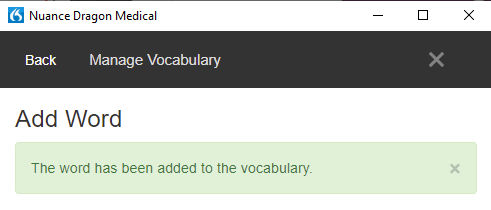 Nuance Dragon Medical
Back Manage Vocabulary
Add Word
The word has been added to the vocabulary.